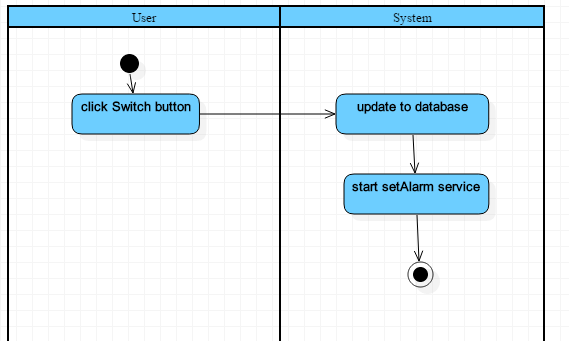 User
System
click Switch button
update to database
start setAlarm service